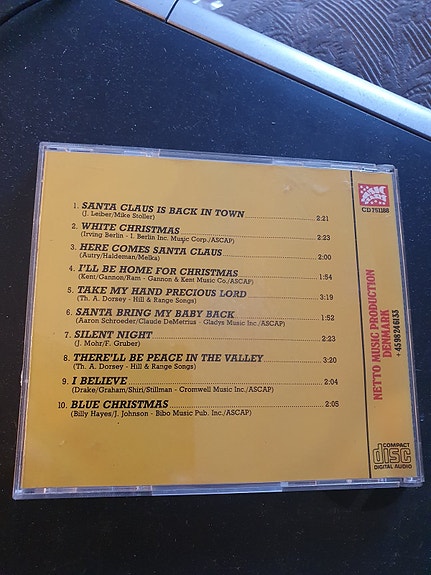 1. SANTA CLAUS IS BACK IN TOWN 2:21
(J. Leiber/Mike Stoller)
2. WHITE CHRISTMAS 2:23
(Irving Berlin - I. Berlin Inc. Music Corp./ASCAP)
3. HERE COMES SANTA CLAUS 2:00
(Autry/Haldeman/Melka)
4. I'LL BE HOME FOR CHRISTMAS 1:54
(Kent/Gannon/Ram - Gannon & Kent Music Co./ASCAP)
5. TAKE MY HAND PRECIOUS LORD 3:19
(Th. A. Dorsey - Hill & Range Songs)
6. SANTA BRING MY BABY BACK 1:52
(Aaron Schroeder/Claude DeMetrius - Gladys Music Inc./ASCAP)
7. SILENT NIGHT 2:23
(J. Mohr/F. Gruber)
8. THERE'LL BE PEACE IN THE VALLEY 3:20
(Th. A. Dorsey - Hill & Range Songs)
9. I BELIEVE 2:04
(Drake/Graham/Shiri/Stillman - Cromwell Music Inc./ASCAP)
10. BLUE CHRISTMAS 2:05
(Billy Hayes/J. Johnson - Bibo Music Pub. Inc./ASCAP)
CD 751188
NETTO MUSIC PRODUCTION
DENMARK
+45 98 24 61 33
COMPACT
disc
DIGITAL AUDIO